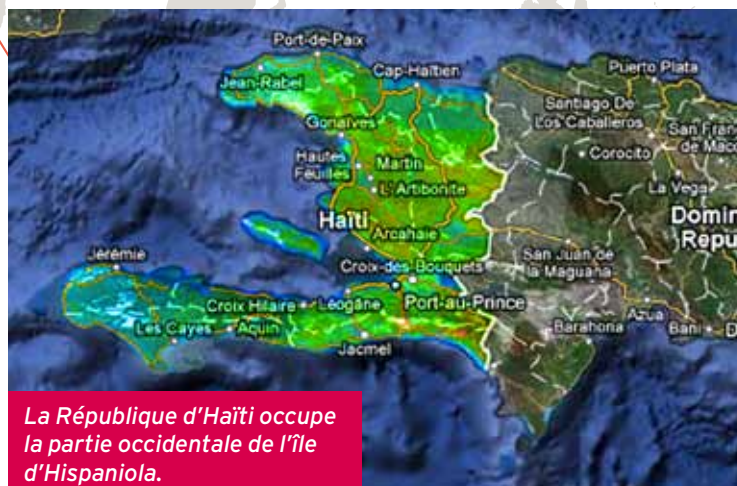 Port-de-Paix
Jean-Rabel
Cap-Haïtien
Puerto Plata
Santiago De
Los Caballeros
San Franc
de Maco
Gonaïves
Corocito
Hautes
Feuilles
Martin
La Vega
L'Artibonite
Haïti
Domin
Repu
Arcahaie
San Juan de
la Maguana
Jérémie
Croix-des-Bouquets
Croix Hilaire
Léogâne
Port-au-Prince
Azua
Les Cayes
Aquin
Barahona
Bani
D
Jacmel
La République d'Haïti occupe
la partie occidentale de l'île
d'Hispaniola.